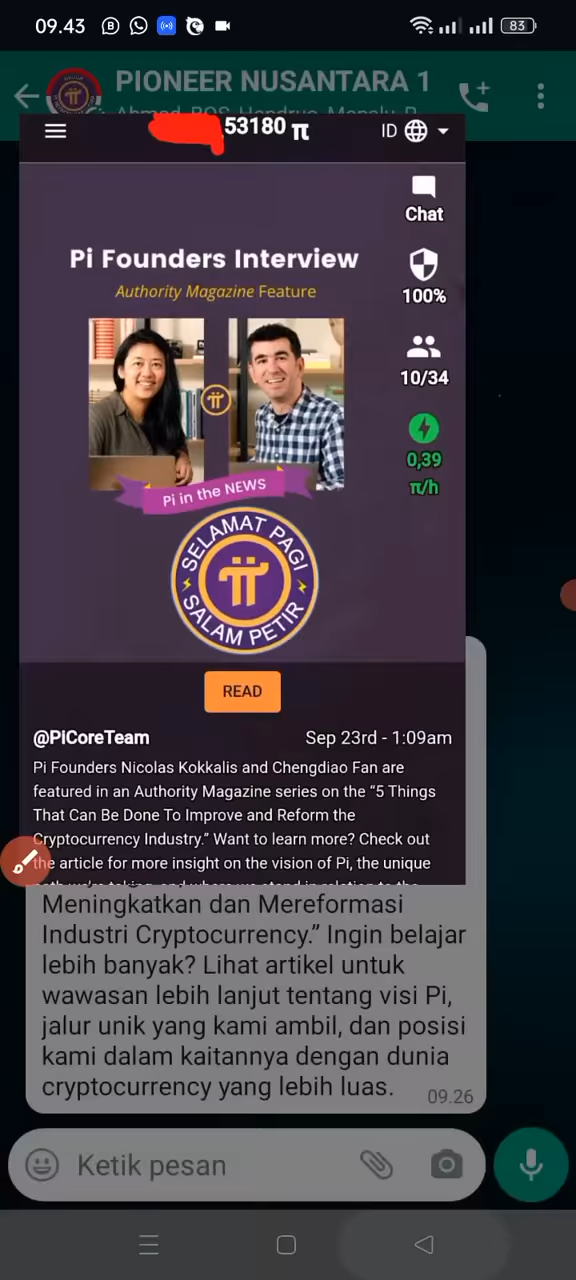 09.43
83
PIONEER NUSANTARA 1
53180 π
ID
Chat
Pi Founders Interview
Authority Magazine Feature
100%
10/34
0,39
π/h
Pi in the NEWS
SELAMAT PAGI
SALAM PETIR
READ
@PiCoreTeam
Sep 23rd - 1:09am
Pi Founders Nicolas Kokkalis and Chengdiao Fan are
featured in an Authority Magazine series on the “5 Things
That Can Be Done To Improve and Reform the
Cryptocurrency Industry.” Want to learn more? Check out
the article for more insight on the vision of Pi, the unique
Meningkatkan dan Mereformasi
Industri Cryptocurrency.” Ingin belajar
lebih banyak? Lihat artikel untuk
wawasan lebih lanjut tentang visi Pi,
jalur unik yang kami ambil, dan posisi
kami dalam kaitannya dengan dunia
cryptocurrency yang lebih luas.
09.26
Ketik pesan